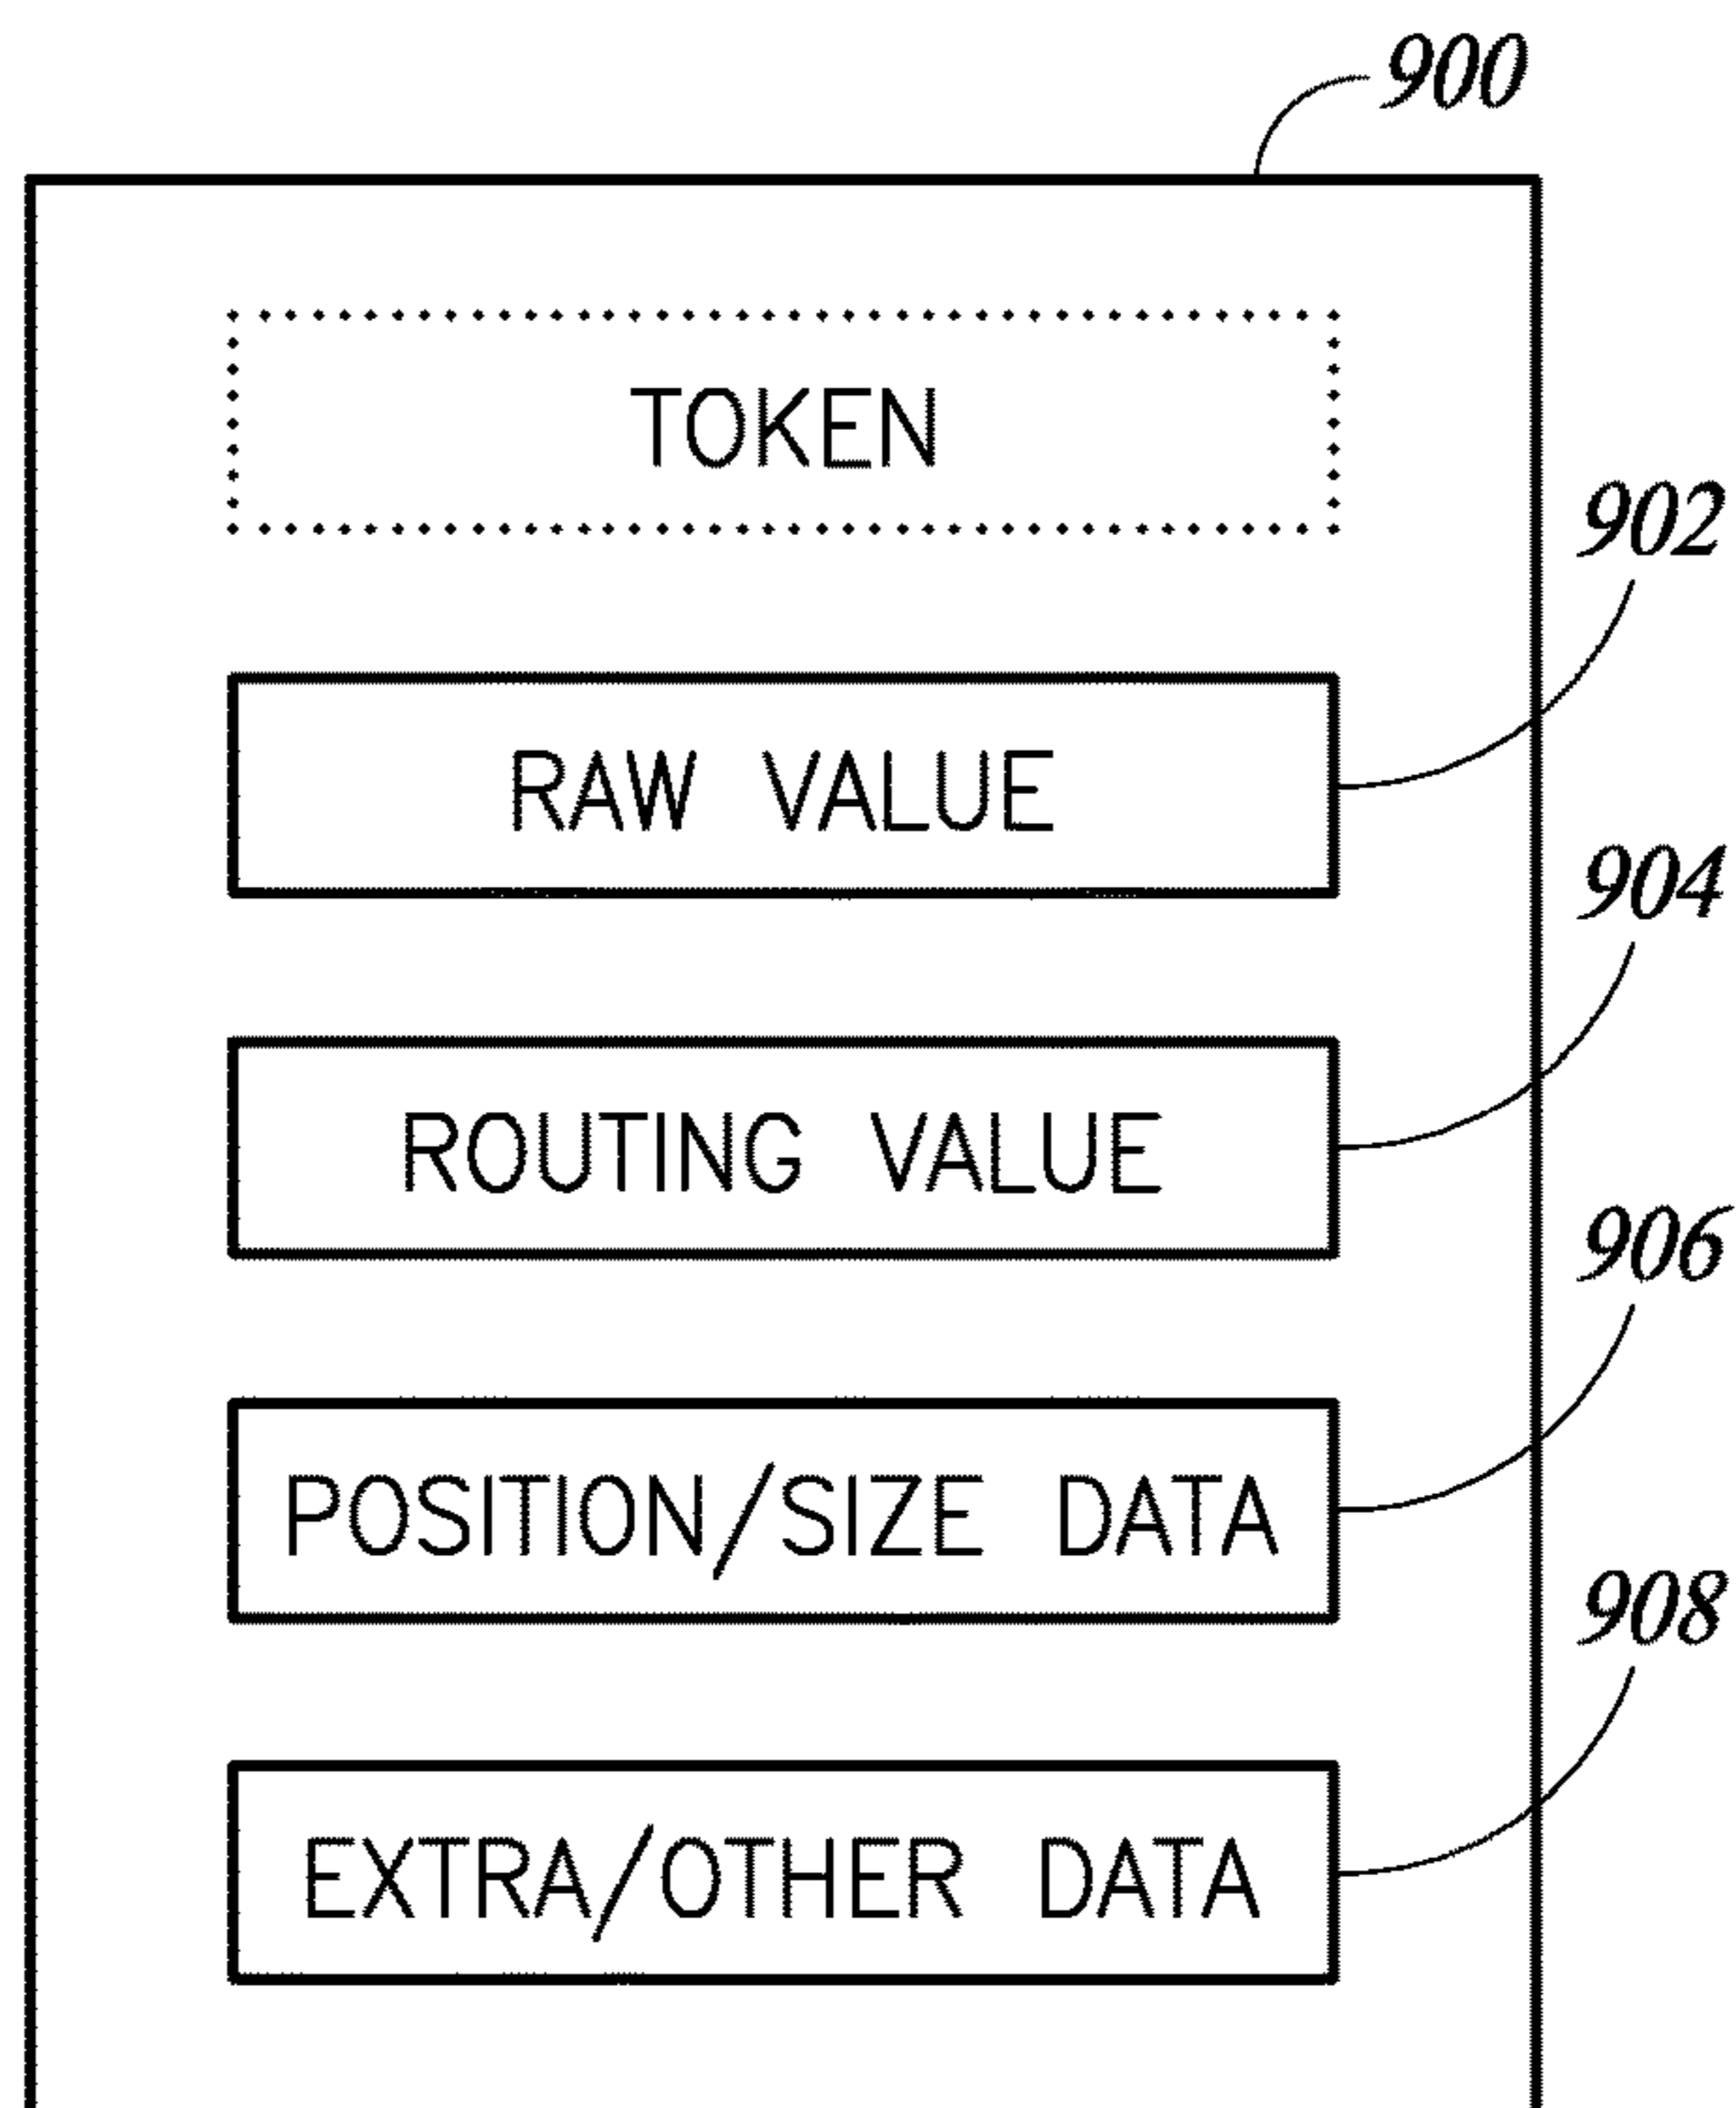 900
TOKEN
902
RAW VALUE
904
ROUTING VALUE
906
POSITION/SIZE DATA
908
EXTRA/OTHER DATA